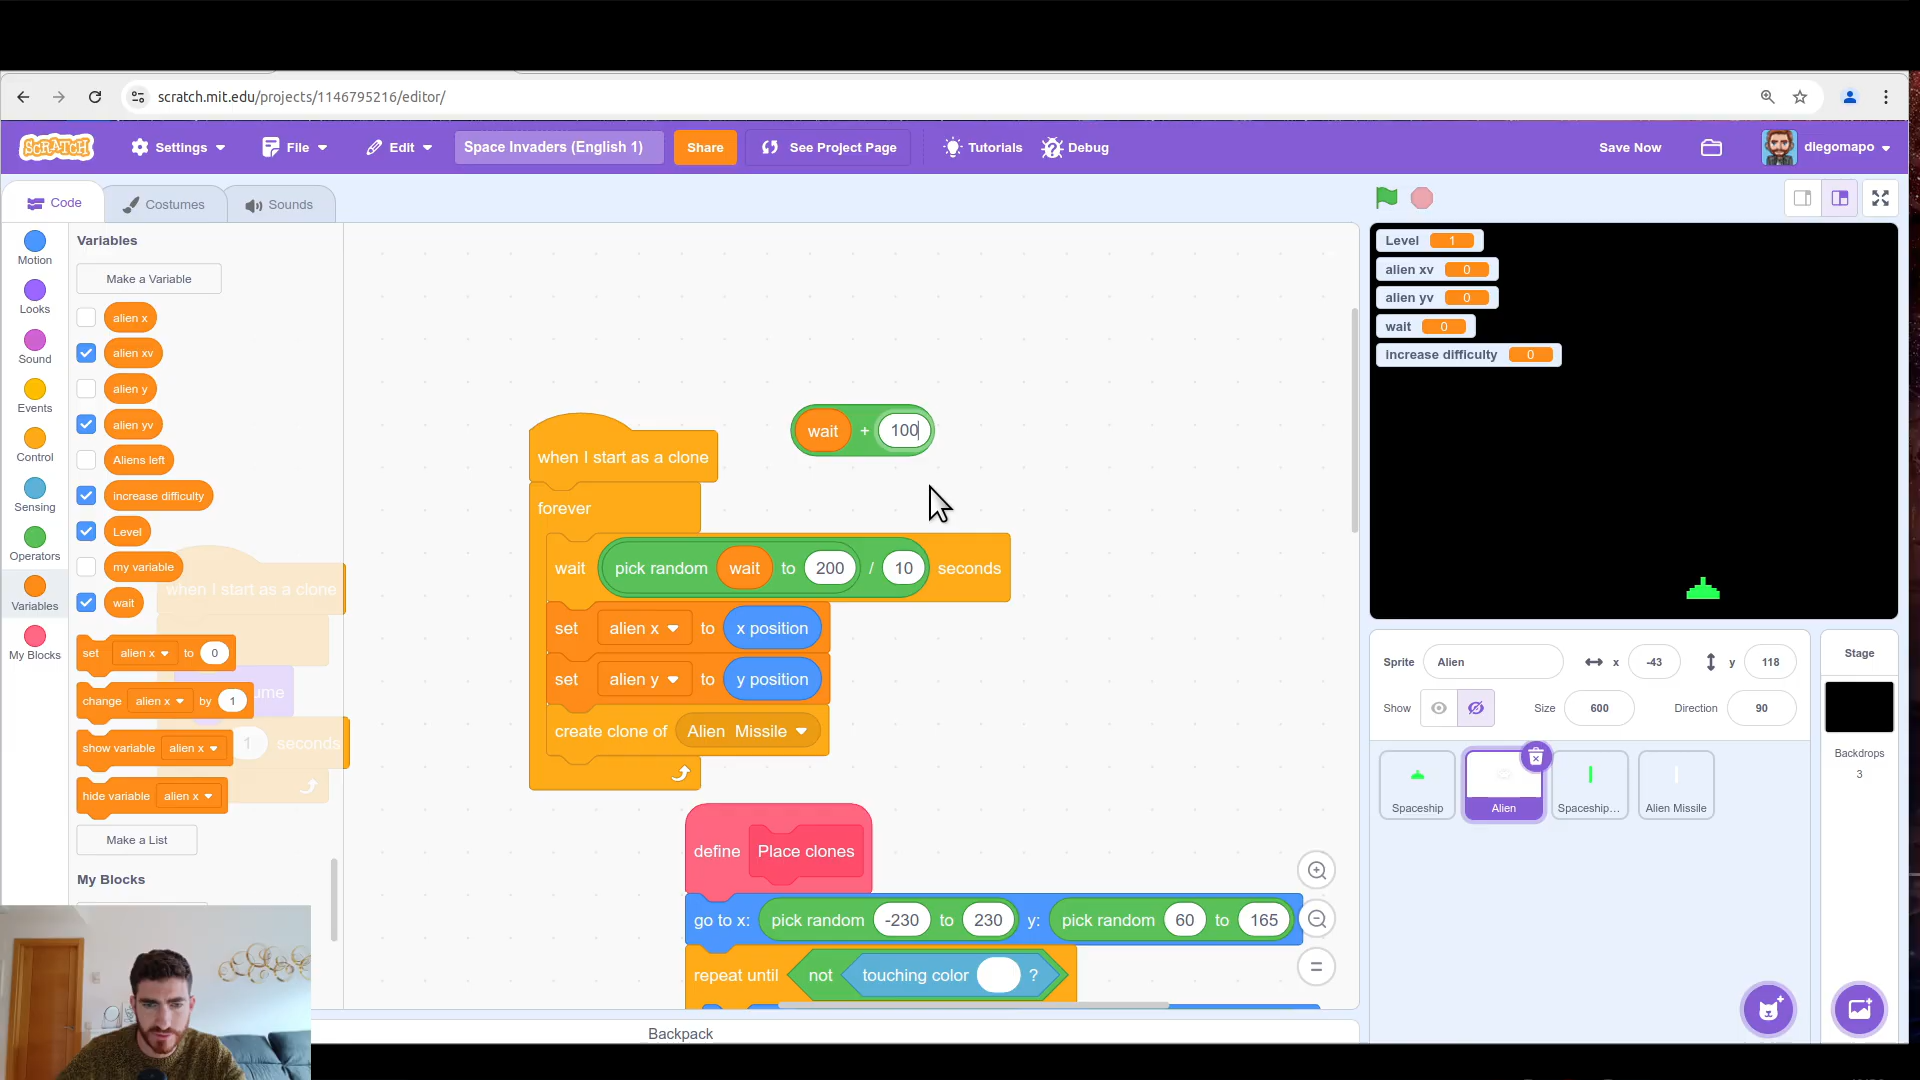 scratch.mit.edu/projects/1146795216/editor/
SCRATCH Settings File Edit Space Invaders (English 1) Share See Project Page Tutorials Debug Save Now diegomapo
Code Costumes Sounds
Motion
Looks
Sound
Events
Control
Sensing
Operators
Variables
My Blocks
Variables
Make a Variable
alien x
alien xv
alien y
alien yv
Aliens left
increase difficulty
Level
my variable
wait
set alien x to 0
change alien x by 1
show variable alien x
hide variable alien x
Make a List
My Blocks
when I start as a clone
1 seconds
wait + 100
when I start as a clone
forever
wait pick random wait to 200 / 10 seconds
set alien x to x position
set alien y to y position
create clone of Alien Missile
define Place clones
go to x: pick random -230 to 230 y: pick random 60 to 165
repeat until not touching color ?
Backpack
Level 1
alien xv 0
alien yv 0
wait 0
increase difficulty 0
Sprite Alien x -43 y 118
Show Size 600 Direction 90
Spaceship
Alien
Spaceship...
Alien Missile
Stage
Backdrops
3